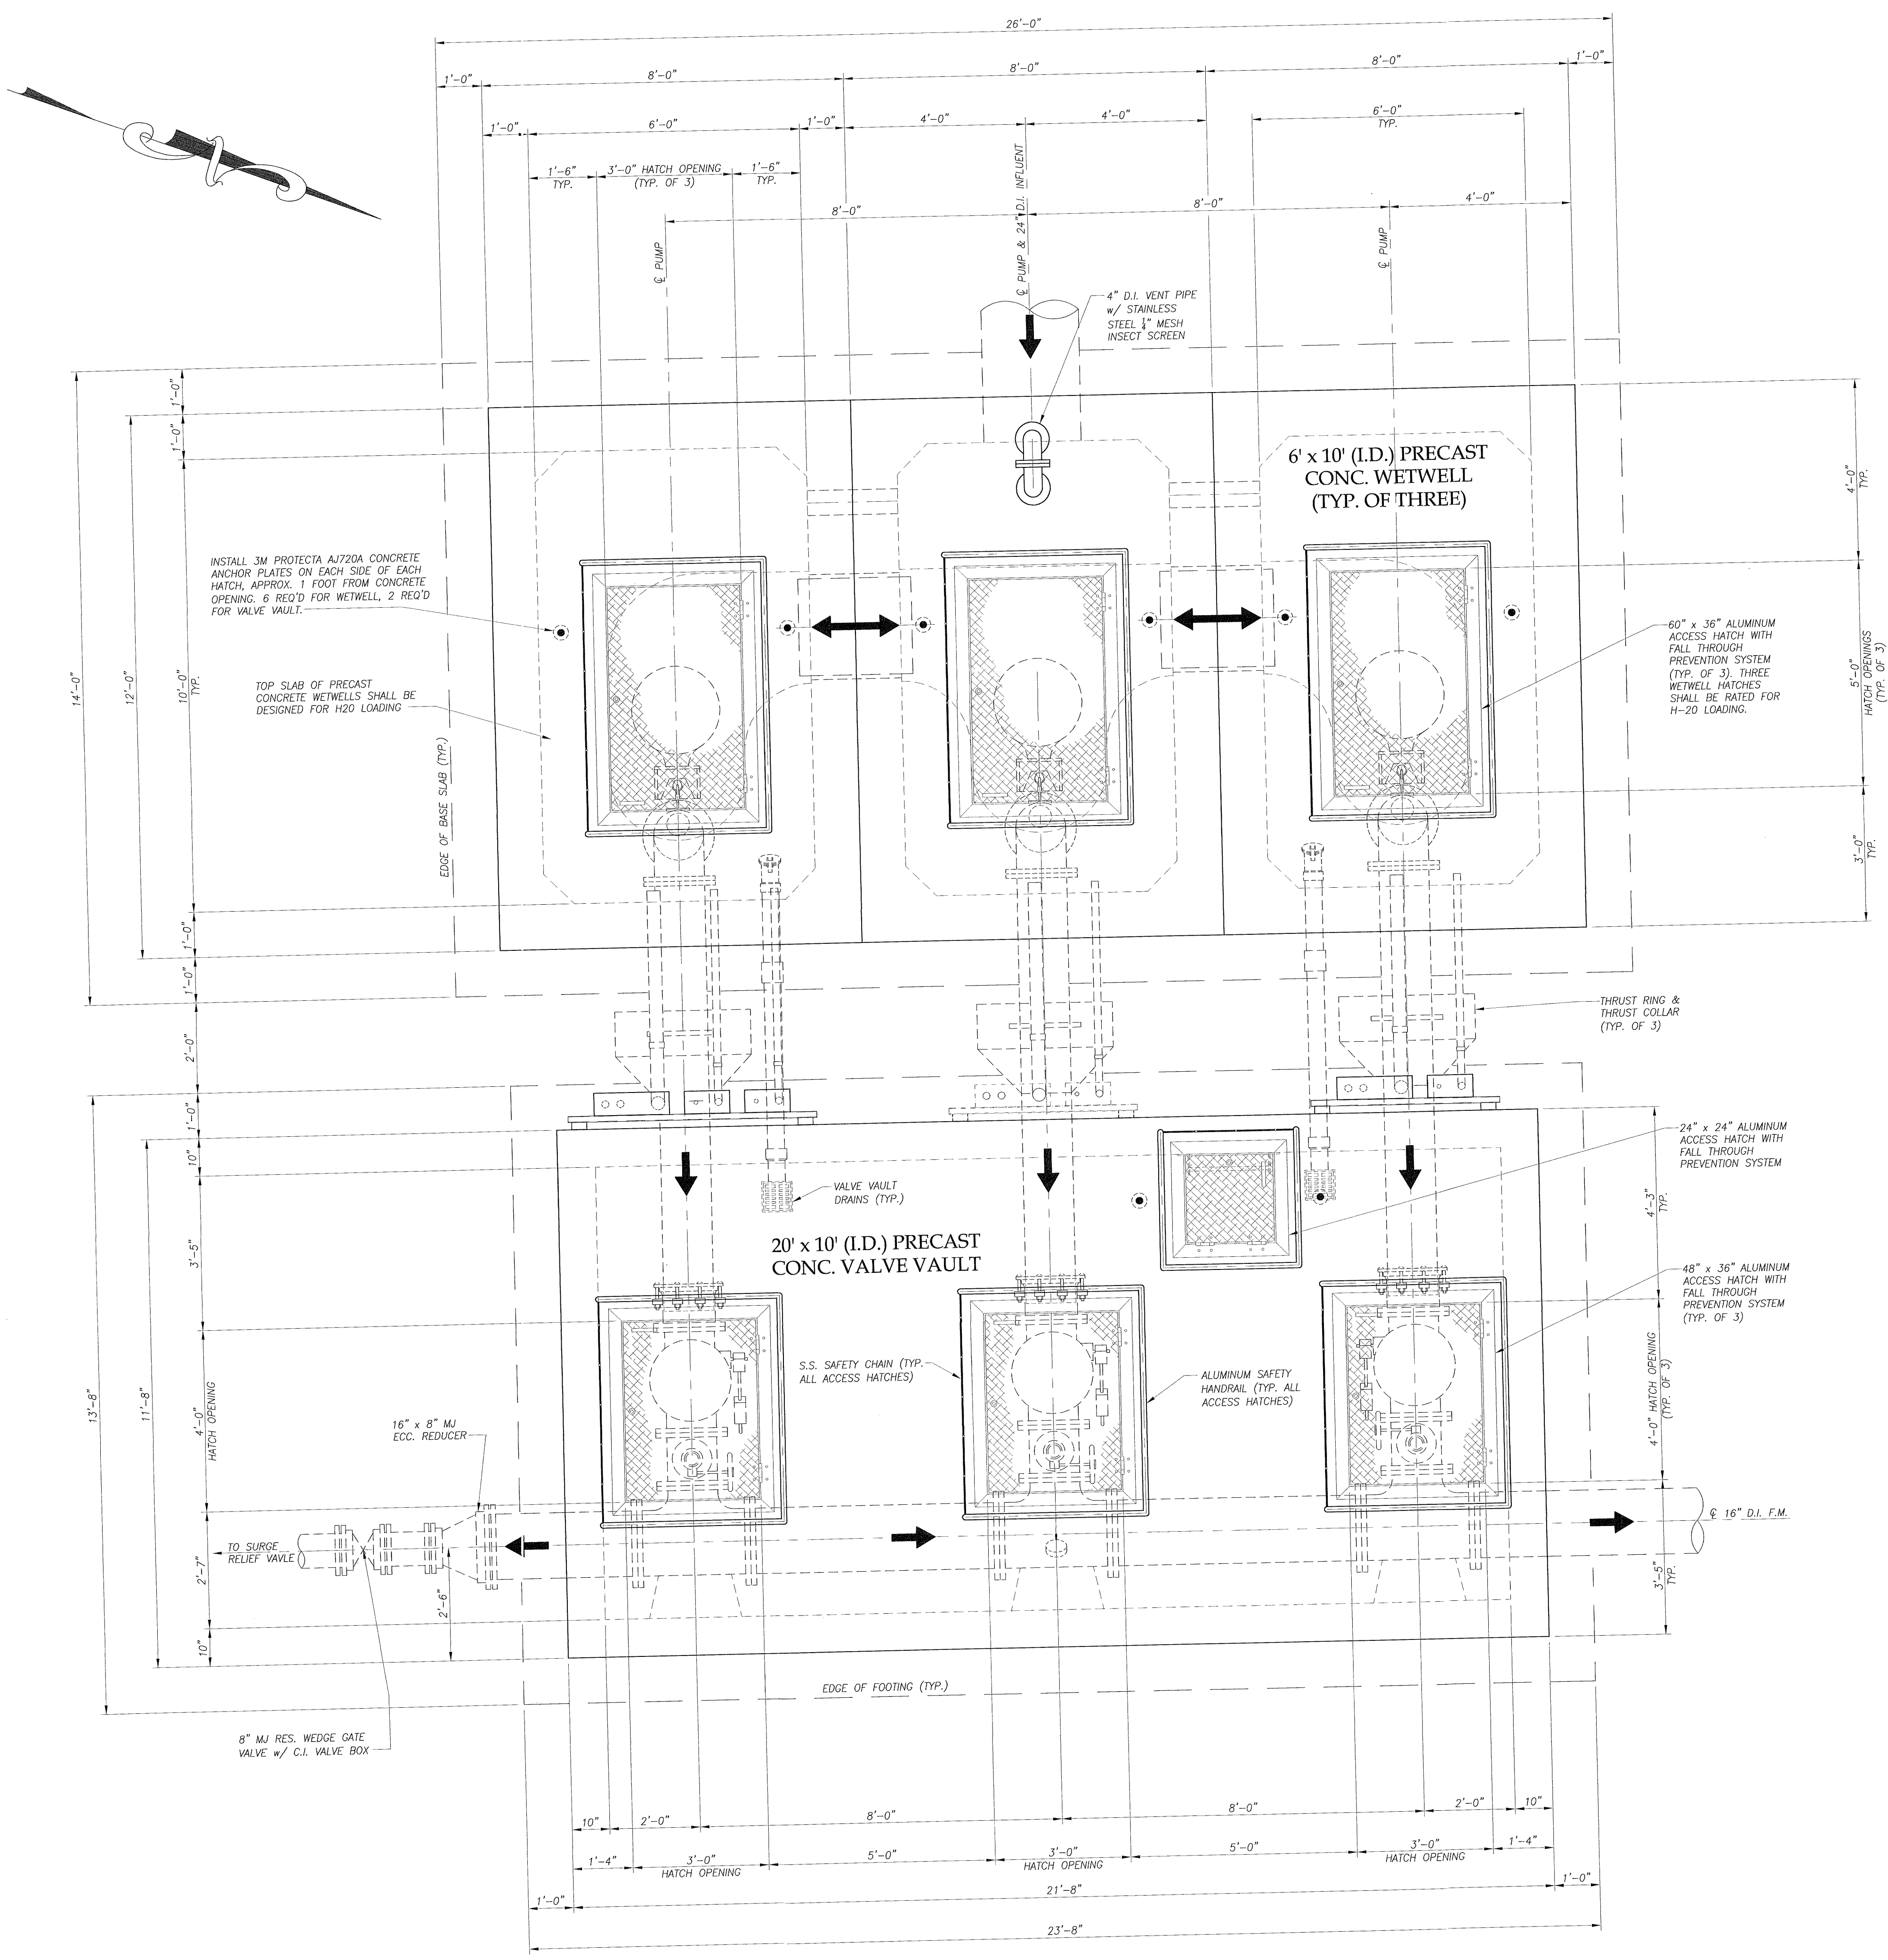 26'-0"
1'-0"
8'-0"
8'-0"
8'-0"
1'-0"
1'-0"
6'-0"
1'-0"
4'-0"
4'-0"
6'-0"
TYP.
1'-6"
TYP.
3'-0" HATCH OPENING
(TYP. OF 3)
1'-6"
TYP.
8'-0"
8'-0"
4'-0"
℄ PUMP
℄ PUMP & 24" D.I. INFLUENT
℄ PUMP
4" D.I. VENT PIPE
w/ STAINLESS
STEEL ¼" MESH
INSECT SCREEN
14'-0"
12'-0"
1'-0"
1'-0"
10'-0"
TYP.
1'-0"
1'-0"
2'-0"
6' x 10' (I.D.) PRECAST
CONC. WETWELL
(TYP. OF THREE)
4'-0"
TYP.
5'-0"
HATCH OPENINGS
(TYP. OF 3)
3'-0"
TYP.
INSTALL 3M PROTECTA AJ720A CONCRETE
ANCHOR PLATES ON EACH SIDE OF EACH
HATCH, APPROX. 1 FOOT FROM CONCRETE
OPENING. 6 REQ'D FOR WETWELL, 2 REQ'D
FOR VALVE VAULT.
TOP SLAB OF PRECAST
CONCRETE WETWELLS SHALL BE
DESIGNED FOR H20 LOADING
EDGE OF BASE SLAB (TYP.)
60" x 36" ALUMINUM
ACCESS HATCH WITH
FALL THROUGH
PREVENTION SYSTEM
(TYP. OF 3). THREE
WETWELL HATCHES
SHALL BE RATED FOR
H-20 LOADING.
THRUST RING &
THRUST COLLAR
(TYP. OF 3)
13'-8"
11'-8"
1'-0"
10"
3'-5"
4'-0"
HATCH OPENING
2'-7"
10"
2'-6"
VALVE VAULT
DRAINS (TYP.)
20' x 10' (I.D.) PRECAST
CONC. VALVE VAULT
24" x 24" ALUMINUM
ACCESS HATCH WITH
FALL THROUGH
PREVENTION SYSTEM
4'-3"
TYP.
48" x 36" ALUMINUM
ACCESS HATCH WITH
FALL THROUGH
PREVENTION SYSTEM
(TYP. OF 3)
4'-0" HATCH OPENING
(TYP. OF 3)
3'-5"
TYP.
S.S. SAFETY CHAIN (TYP.
ALL ACCESS HATCHES)
ALUMINUM SAFETY
HANDRAIL (TYP. ALL
ACCESS HATCHES)
16" x 8" MJ
ECC. REDUCER
TO SURGE
RELIEF VAVLE
℄ 16" D.I. F.M.
EDGE OF FOOTING (TYP.)
8" MJ RES. WEDGE GATE
VALVE w/ C.I. VALVE BOX
10"
2'-0"
8'-0"
8'-0"
2'-0"
10"
1'-4"
3'-0"
HATCH OPENING
5'-0"
3'-0"
HATCH OPENING
5'-0"
3'-0"
HATCH OPENING
1'-4"
1'-0"
21'-8"
1'-0"
23'-8"